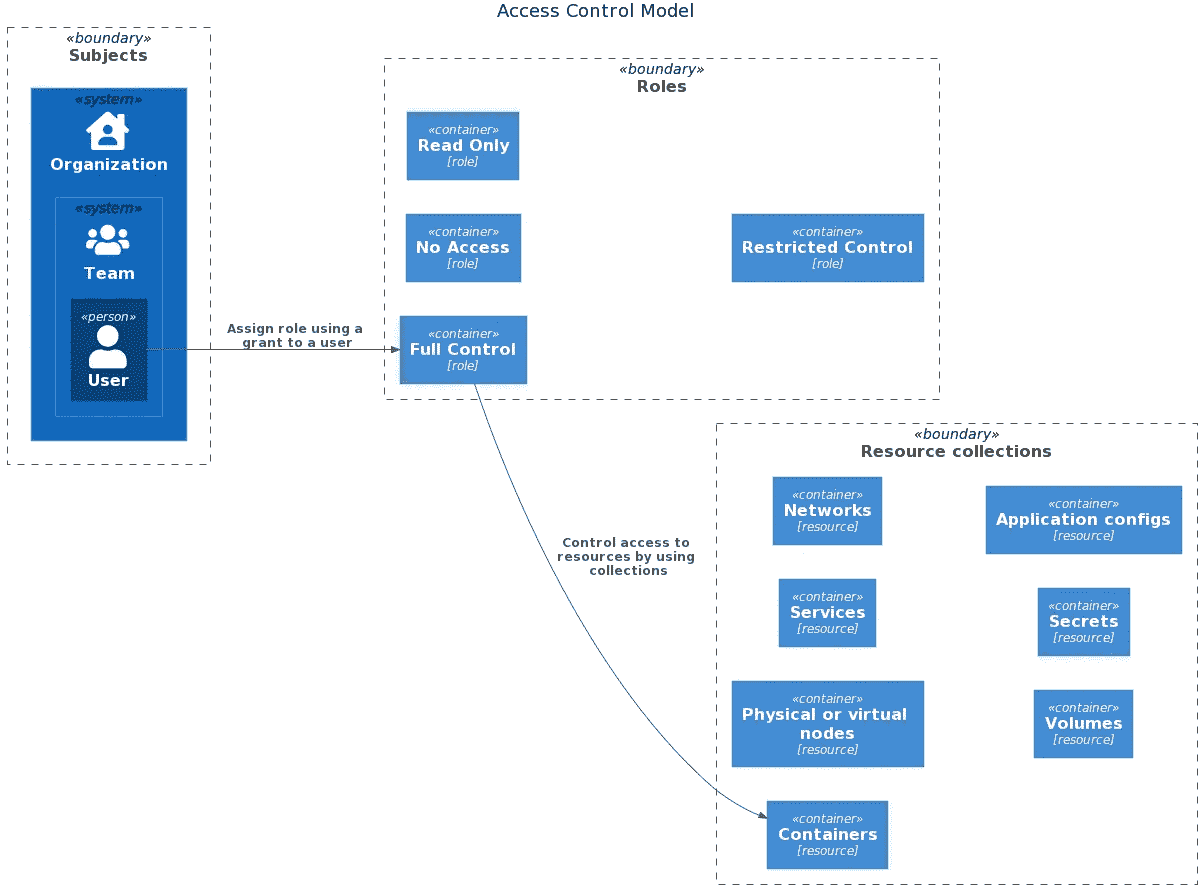 Access Control Model
«boundary»
Subjects
«system»
Organization
«system»
Team
«person»
User
Assign role using a
grant to a user
«boundary»
Roles
«container»
Read Only
[role]
«container»
No Access
[role]
«container»
Restricted Control
[role]
«container»
Full Control
[role]
Control access to
resources by using
collections
«boundary»
Resource collections
«container»
Networks
[resource]
«container»
Application configs
[resource]
«container»
Services
[resource]
«container»
Secrets
[resource]
«container»
Physical or virtual
nodes
[resource]
«container»
Volumes
[resource]
«container»
Containers
[resource]